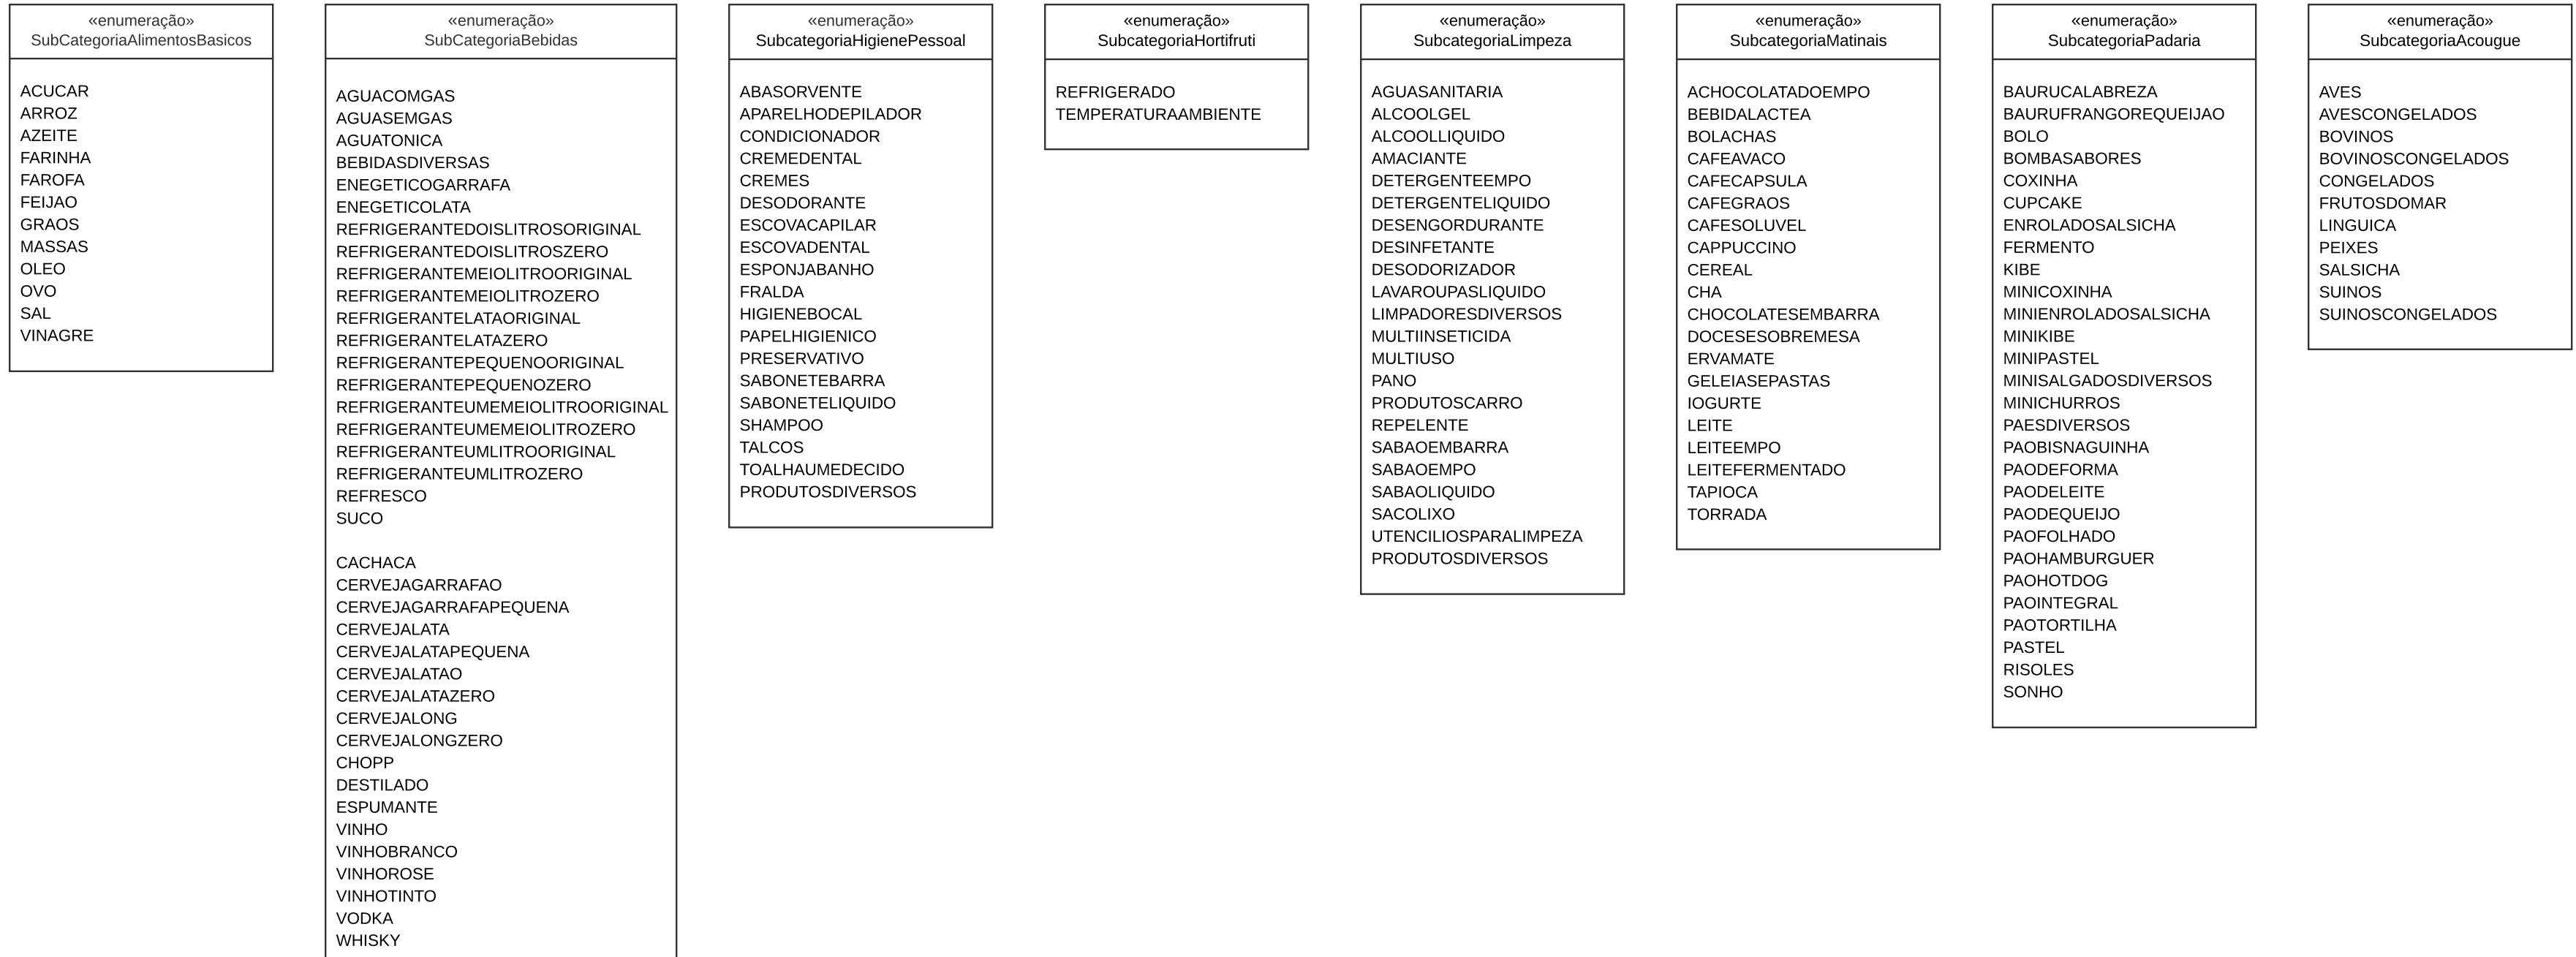 «enumeração»
SubCategoriaAlimentosBasicos
ACUCAR
ARROZ
AZEITE
FARINHA
FAROFA
FEIJAO
GRAOS
MASSAS
OLEO
OVO
SAL
VINAGRE
«enumeração»
SubCategoriaBebidas
AGUACOMGAS
AGUASEMGAS
AGUATONICA
BEBIDASDIVERSAS
ENEGETICOGARRAFA
ENEGETICOLATA
REFRIGERANTEDOISLITROSORIGINAL
REFRIGERANTEDOISLITROSZERO
REFRIGERANTEMEIOLITROORIGINAL
REFRIGERANTEMEIOLITROZERO
REFRIGERANTELATAORIGINAL
REFRIGERANTELATAZERO
REFRIGERANTEPEQUENOORIGINAL
REFRIGERANTEPEQUENOZERO
REFRIGERANTEUMEMEIOLITROORIGINAL
REFRIGERANTEUMEMEIOLITROZERO
REFRIGERANTEUMLITROORIGINAL
REFRIGERANTEUMLITROZERO
REFRESCO
SUCO
CACHACA
CERVEJAGARRAFAO
CERVEJAGARRAFAPEQUENA
CERVEJALATA
CERVEJALATAPEQUENA
CERVEJALATAO
CERVEJALATAZERO
CERVEJALONG
CERVEJALONGZERO
CHOPP
DESTILADO
ESPUMANTE
VINHO
VINHOBRANCO
VINHOROSE
VINHOTINTO
VODKA
WHISKY
«enumeração»
SubcategoriaHigienePessoal
ABASORVENTE
APARELHODEPILADOR
CONDICIONADOR
CREMEDENTAL
CREMES
DESODORANTE
ESCOVACAPILAR
ESCOVADENTAL
ESPONJABANHO
FRALDA
HIGIENEBOCAL
PAPELHIGIENICO
PRESERVATIVO
SABONETEBARRA
SABONETELIQUIDO
SHAMPOO
TALCOS
TOALHAUMEDECIDO
PRODUTOSDIVERSOS
«enumeração»
SubcategoriaHortifruti
REFRIGERADO
TEMPERATURAAMBIENTE
«enumeração»
SubcategoriaLimpeza
AGUASANITARIA
ALCOOLGEL
ALCOOLLIQUIDO
AMACIANTE
DETERGENTEEMPO
DETERGENTELIQUIDO
DESENGORDURANTE
DESINFETANTE
DESODORIZADOR
LAVAROUPASLIQUIDO
LIMPADORESDIVERSOS
MULTIINSETICIDA
MULTIUSO
PANO
PRODUTOSCARRO
REPELENTE
SABAOEMBARRA
SABAOEMPO
SABAOLIQUIDO
SACOLIXO
UTENCILIOSPARALIMPEZA
PRODUTOSDIVERSOS
«enumeração»
SubcategoriaMatinais
ACHOCOLATADOEMPO
BEBIDALACTEA
BOLACHAS
CAFEAVACO
CAFECAPSULA
CAFEGRAOS
CAFESOLUVEL
CAPPUCCINO
CEREAL
CHA
CHOCOLATESEMBARRA
DOCESESOBREMESA
ERVAMATE
GELEIASEPASTAS
IOGURTE
LEITE
LEITEEMPO
LEITEFERMENTADO
TAPIOCA
TORRADA
«enumeração»
SubcategoriaPadaria
BAURUCALABREZA
BAURUFRANGOREQUEIJAO
BOLO
BOMBASABORES
COXINHA
CUPCAKE
ENROLADOSALSICHA
FERMENTO
KIBE
MINICOXINHA
MINIENROLADOSALSICHA
MINIKIBE
MINIPASTEL
MINISALGADOSDIVERSOS
MINICHURROS
PAESDIVERSOS
PAOBISNAGUINHA
PAODEFORMA
PAODELEITE
PAODEQUEIJO
PAOFOLHADO
PAOHAMBURGUER
PAOHOTDOG
PAOINTEGRAL
PAOTORTILHA
PASTEL
RISOLES
SONHO
«enumeração»
SubcategoriaAcougue
AVES
AVESCONGELADOS
BOVINOS
BOVINOSCONGELADOS
CONGELADOS
FRUTOSDOMAR
LINGUICA
PEIXES
SALSICHA
SUINOS
SUINOSCONGELADOS